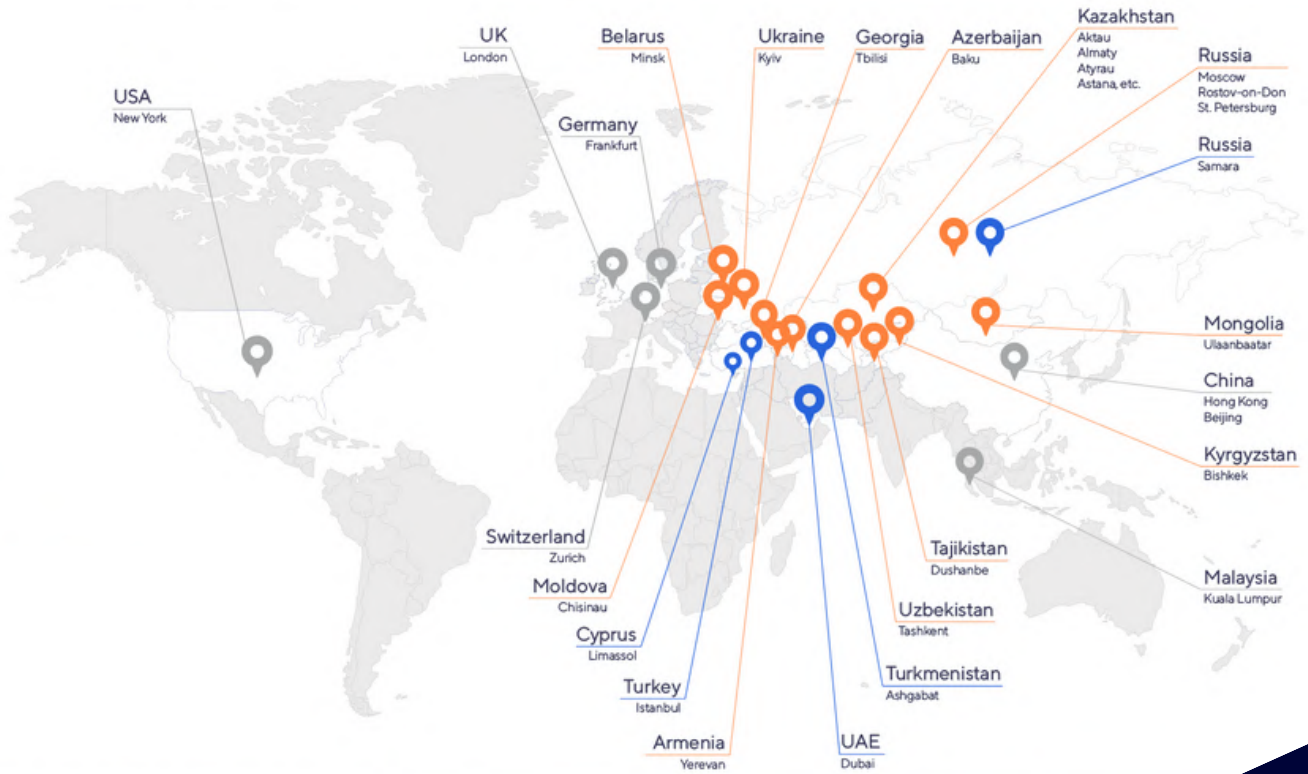 USA
New York
UK
London
Germany
Frankfurt
Belarus
Minsk
Ukraine
Kyiv
Georgia
Tbilisi
Azerbaijan
Baku
Kazakhstan
Aktau
Almaty
Atyrau
Astana, etc.
Russia
Moscow
Rostov-on-Don
St. Petersburg
Russia
Samara
Mongolia
Ulaanbaatar
China
Hong Kong
Beijing
Kyrgyzstan
Bishkek
Malaysia
Kuala Lumpur
Switzerland
Zurich
Moldova
Chisinau
Cyprus
Limassol
Turkey
Istanbul
Armenia
Yerevan
UAE
Dubai
Turkmenistan
Ashgabat
Uzbekistan
Tashkent
Tajikistan
Dushanbe